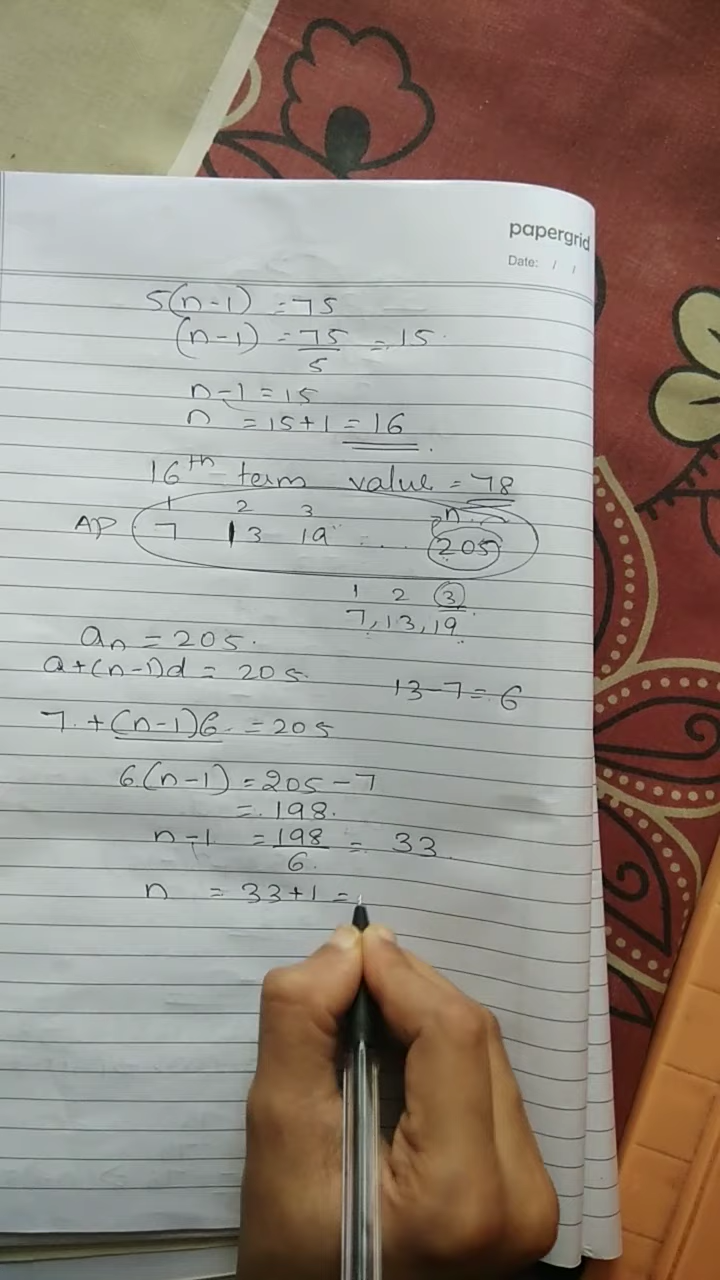 papergrid
Date: / /
5(n-1) = 75
(n-1) = 75/5 = 15
n-1 = 15
n = 15+1 = 16
16th term value = 78
1 2 3 n
AP 7 13 19 ... 205
1 2 3
7, 13, 19
an = 205.
a+(n-1)d = 205
13-7 = 6
7 + (n-1)6 = 205
6(n-1) = 205-7
= 198.
n-1 = 198/6 = 33
n = 33+1 =